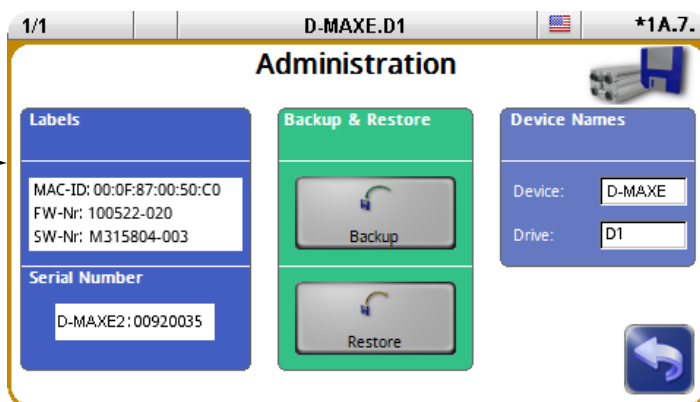 1/1 D-MAXE.D1 *1A.7.
Administration
Labels
MAC-ID: 00:0F:87:00:50:C0
FW-Nr: 100522-020
SW-Nr: M315804-003
Serial Number
D-MAXE2:00920035
Backup & Restore
Backup
Restore
Device Names
Device: D-MAXE
Drive: D1